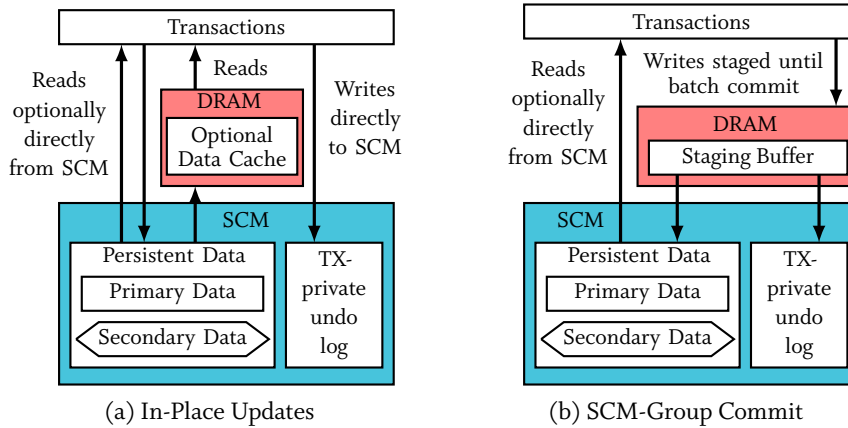 Transactions
Reads
optionally
directly
from SCM
Reads
Writes
directly
to SCM
DRAM
Optional
Data Cache
SCM
Persistent Data
Primary Data
Secondary Data
TX-
private
undo
log
(a) In-Place Updates
Transactions
Reads
optionally
directly
from SCM
Writes staged until
batch commit
DRAM
Staging Buffer
SCM
Persistent Data
Primary Data
Secondary Data
TX-
private
undo
log
(b) SCM-Group Commit